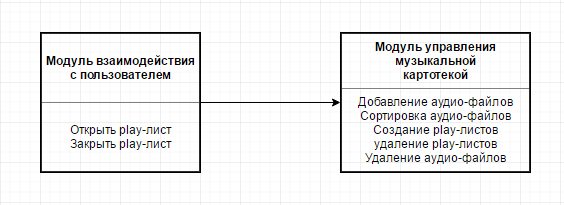 Модуль взаимодействия
с пользователем
Открыть play-лист
Закрыть play-лист
Модуль управления
музыкальной
картотекой
Добавление аудио-файлов
Сортировка аудио-файлов
Создание play-листов
удаление play-листов
Удаление аудио-файлов